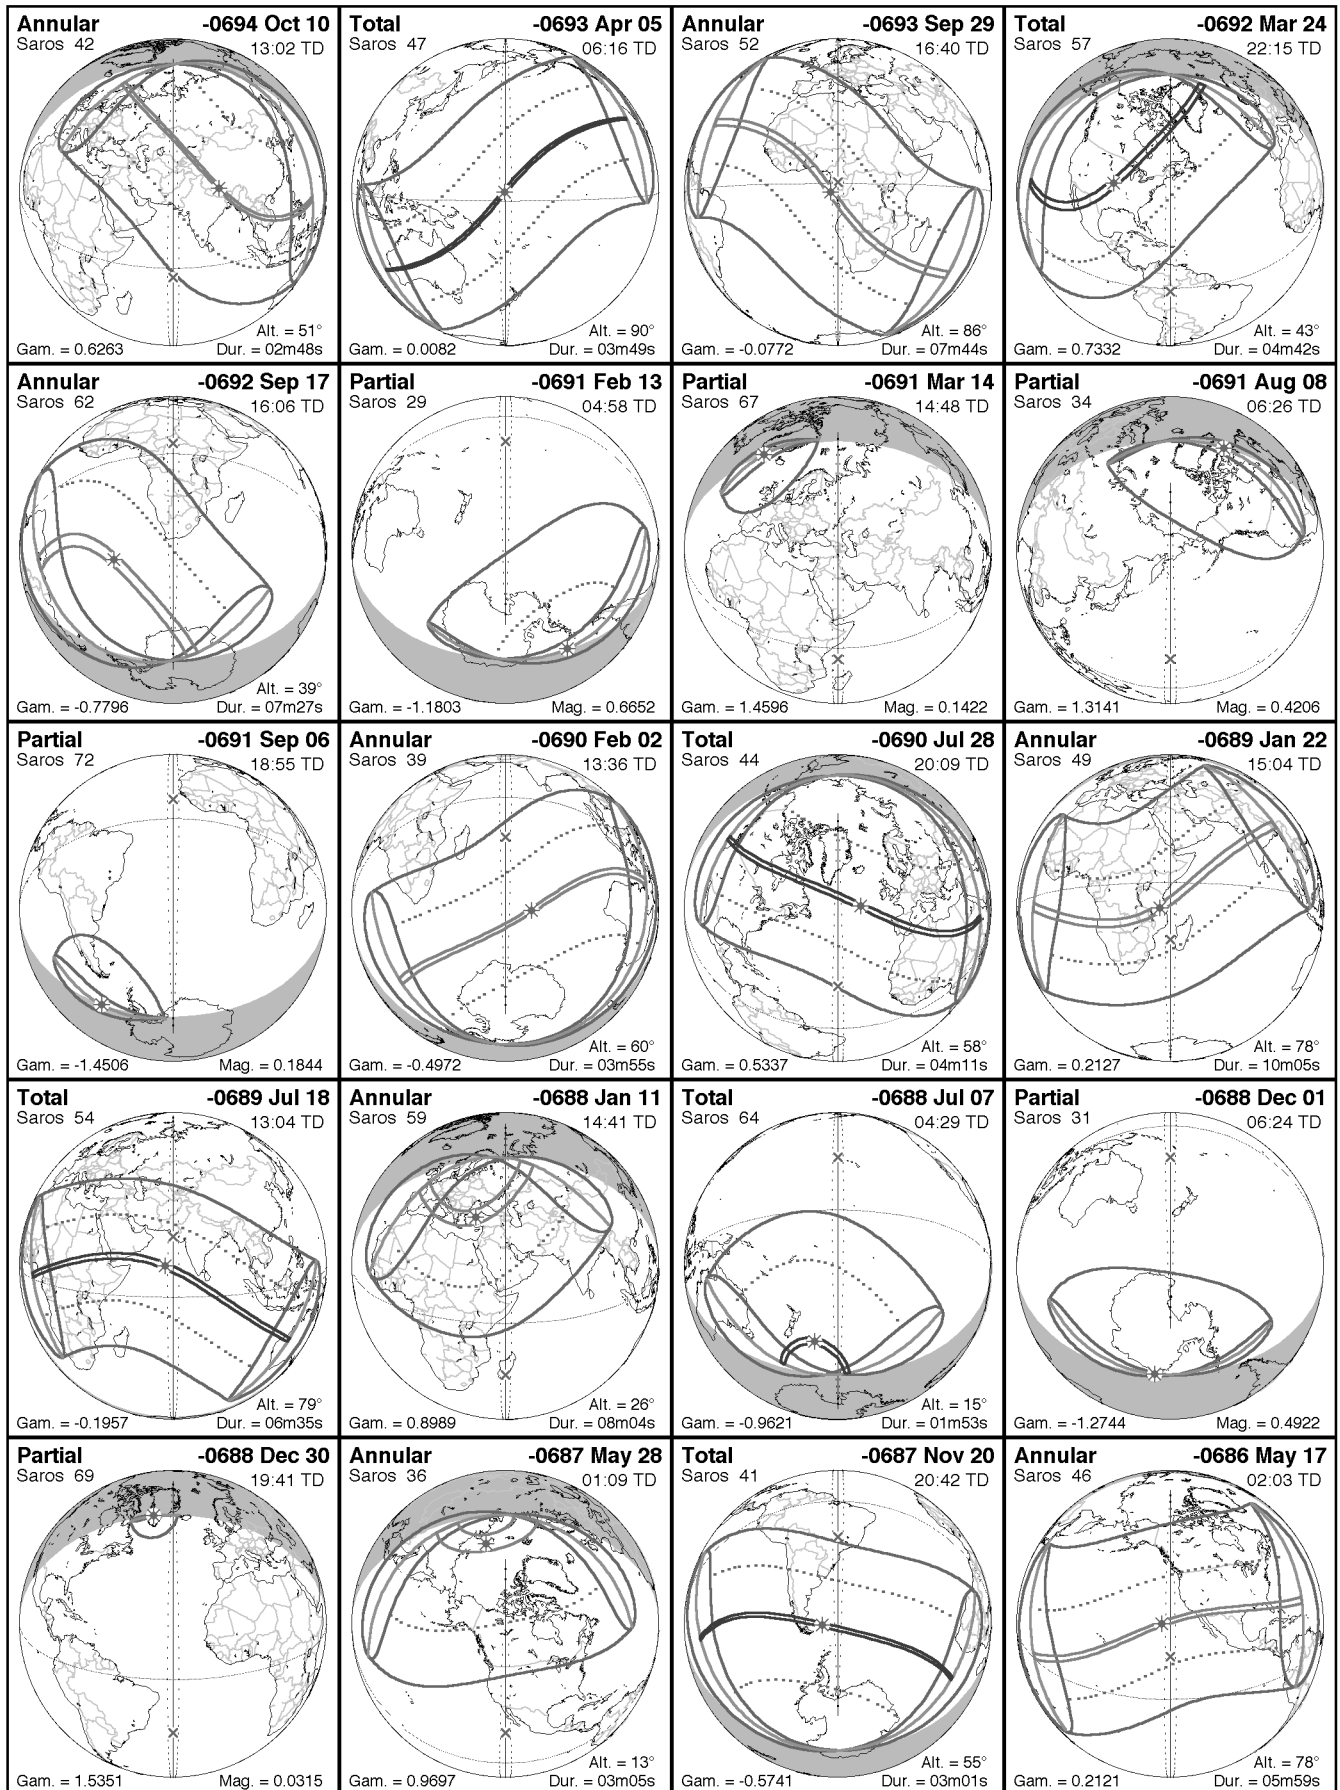 Annular -0694 Oct 10
Saros 42 13:02 TD
Alt. = 51°
Gam. = 0.6263 Dur. = 02m48s
Total -0693 Apr 05
Saros 47 06:16 TD
Alt. = 90°
Gam. = 0.0082 Dur. = 03m49s
Annular -0693 Sep 29
Saros 52 16:40 TD
Alt. = 86°
Gam. = -0.0772 Dur. = 07m44s
Total -0692 Mar 24
Saros 57 22:15 TD
Alt. = 43°
Gam. = 0.7332 Dur. = 04m42s
Annular -0692 Sep 17
Saros 62 16:06 TD
Alt. = 39°
Gam. = -0.7796 Dur. = 07m27s
Partial -0691 Feb 13
Saros 29 04:58 TD
Gam. = -1.1803 Mag. = 0.6652
Partial -0691 Mar 14
Saros 67 14:48 TD
Gam. = 1.4596 Mag. = 0.1422
Partial -0691 Aug 08
Saros 34 06:26 TD
Gam. = 1.3141 Mag. = 0.4206
Partial -0691 Sep 06
Saros 72 18:55 TD
Gam. = -1.4506 Mag. = 0.1844
Annular -0690 Feb 02
Saros 39 13:36 TD
Alt. = 60°
Gam. = -0.4972 Dur. = 03m55s
Total -0690 Jul 28
Saros 44 20:09 TD
Alt. = 58°
Gam. = 0.5337 Dur. = 04m11s
Annular -0689 Jan 22
Saros 49 15:04 TD
Alt. = 78°
Gam. = 0.2127 Dur. = 10m05s
Total -0689 Jul 18
Saros 54 13:04 TD
Alt. = 79°
Gam. = -0.1957 Dur. = 06m35s
Annular -0688 Jan 11
Saros 59 14:41 TD
Alt. = 26°
Gam. = 0.8989 Dur. = 08m04s
Total -0688 Jul 07
Saros 64 04:29 TD
Alt. = 15°
Gam. = -0.9621 Dur. = 01m53s
Partial -0688 Dec 01
Saros 31 06:24 TD
Gam. = -1.2744 Mag. = 0.4922
Partial -0688 Dec 30
Saros 69 19:41 TD
Gam. = 1.5351 Mag. = 0.0315
Annular -0687 May 28
Saros 36 01:09 TD
Alt. = 13°
Gam. = 0.9697 Dur. = 03m05s
Total -0687 Nov 20
Saros 41 20:42 TD
Alt. = 55°
Gam. = -0.5741 Dur. = 03m01s
Annular -0686 May 17
Saros 46 02:03 TD
Alt. = 78°
Gam. = 0.2121 Dur. = 05m59s